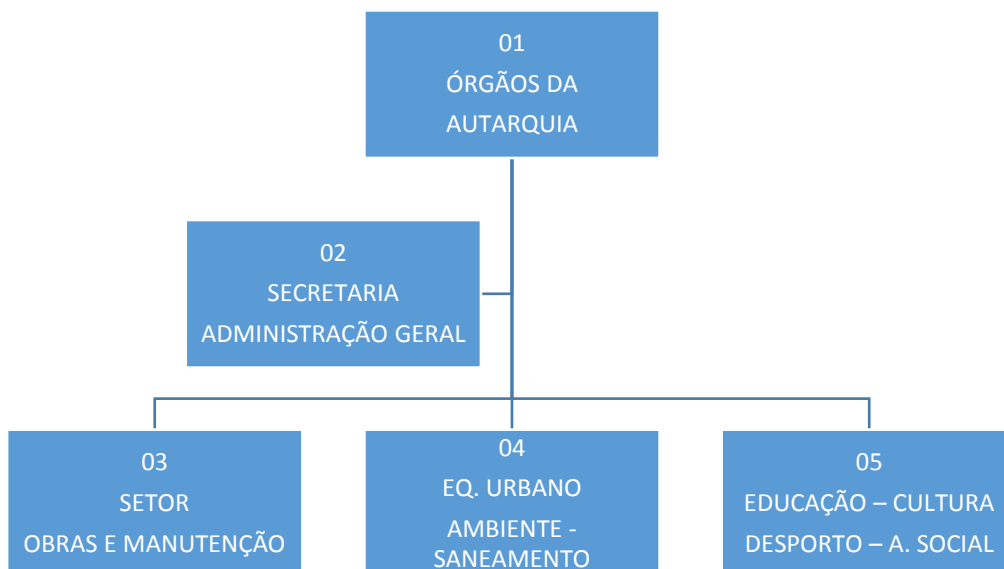 01
ÓRGÃOS DA
AUTARQUIA
02
SECRETARIA
ADMINISTRAÇÃO GERAL
03
SETOR
OBRAS E MANUTENÇÃO
04
EQ. URBANO
AMBIENTE -
SANEAMENTO
05
EDUCAÇÃO – CULTURA
DESPORTO – A. SOCIAL